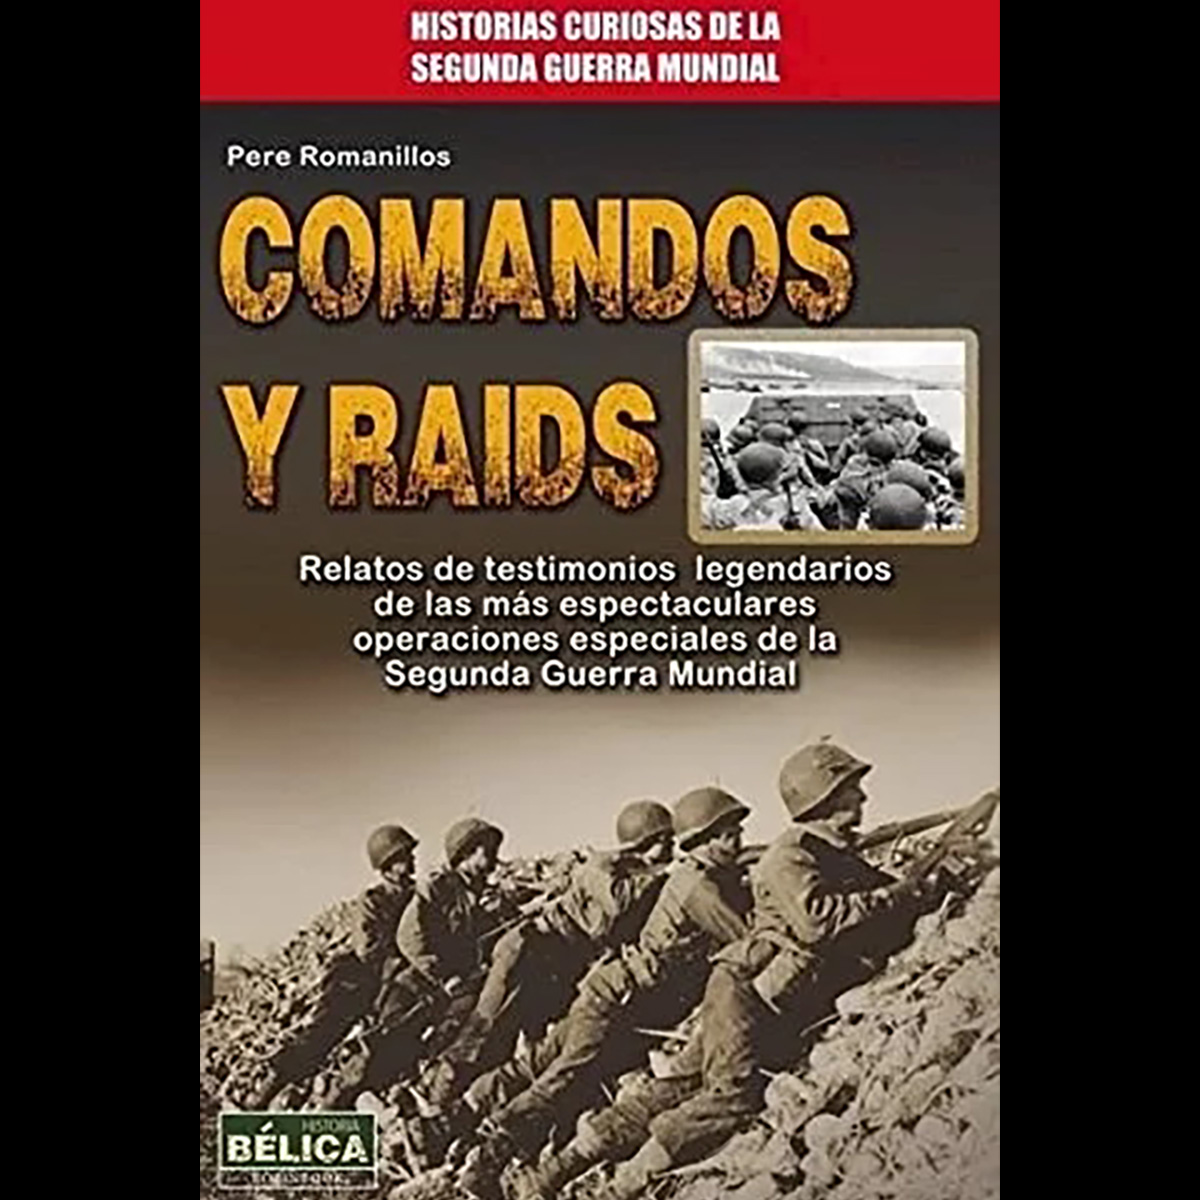 HISTORIAS CURIOSAS DE LA
SEGUNDA GUERRA MUNDIAL
Pere Romanillos
COMANDOS
Y RAIDS
Relatos de testimonios legendarios
de las más espectaculares
operaciones especiales de la
Segunda Guerra Mundial
HISTORIA
BÉLICA